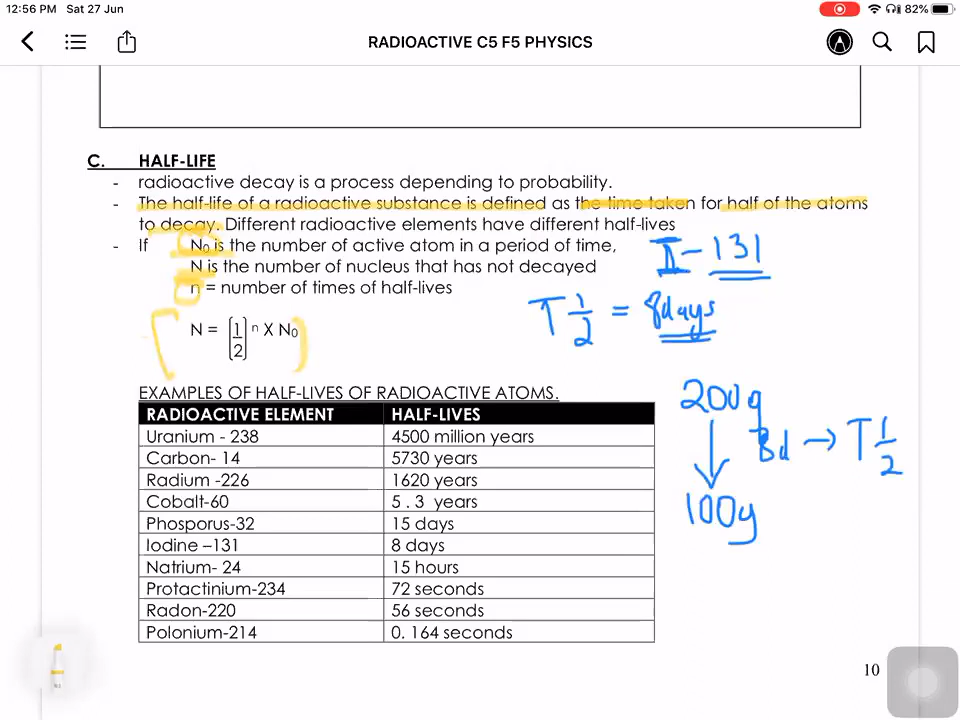 12:56 PM Sat 27 Jun 82%
RADIOACTIVE C5 F5 PHYSICS
C. HALF-LIFE
- radioactive decay is a process depending to probability.
- The half-life of a radioactive substance is defined as the time taken for half of the atoms
to decay. Different radioactive elements have different half-lives
- If N₀ is the number of active atom in a period of time,
N is the number of nucleus that has not decayed
n = number of times of half-lives
I - 131
T 1/2 = 8days
N = (1/2) ⁿ X N₀
EXAMPLES OF HALF-LIVES OF RADIOACTIVE ATOMS.
RADIOACTIVE ELEMENT HALF-LIVES
Uranium - 238 4500 million years
Carbon- 14 5730 years
Radium -226 1620 years
Cobalt-60 5 . 3 years
Phosporus-32 15 days
Iodine –131 8 days
Natrium- 24 15 hours
Protactinium-234 72 seconds
Radon-220 56 seconds
Polonium-214 0. 164 seconds
200g
↓ 8d → T 1/2
100g
10